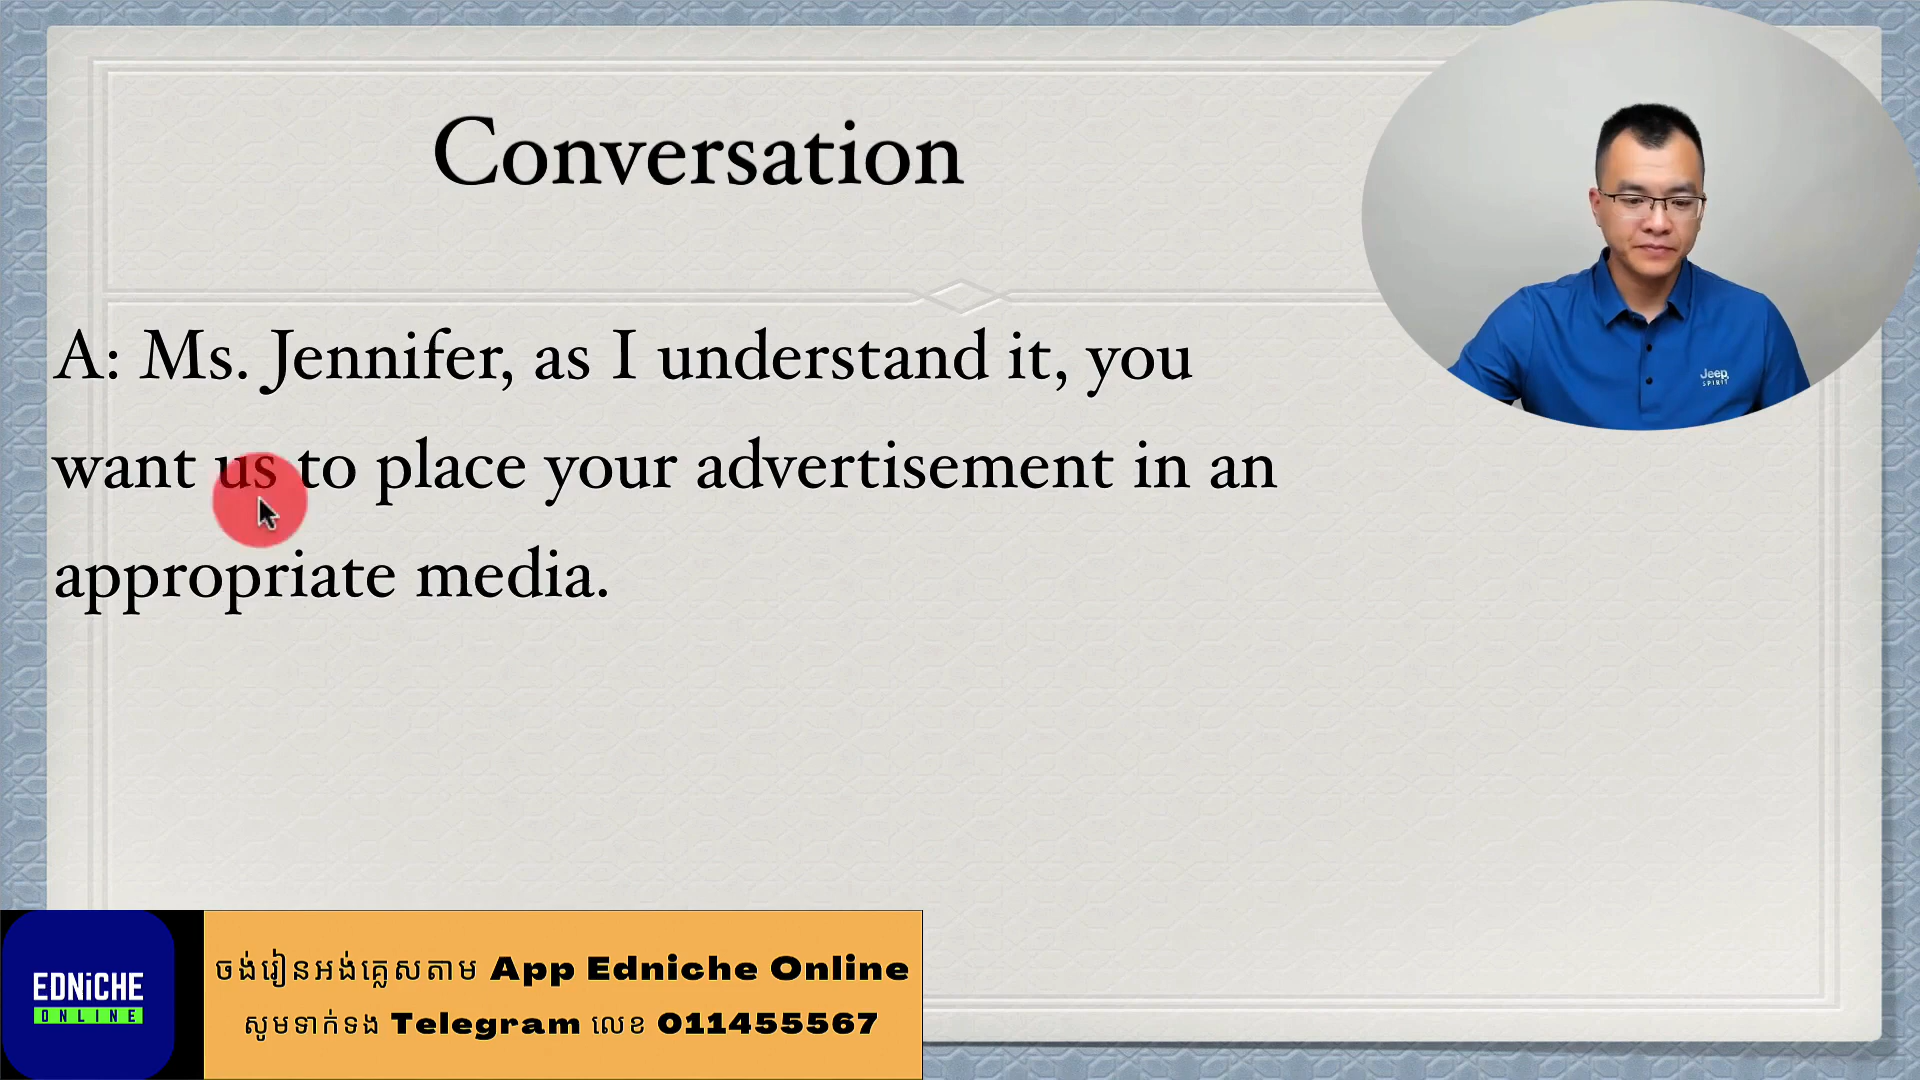 Conversation
A: Ms. Jennifer, as I understand it, you
want us to place your advertisement in an
appropriate media.
Jeep
SPIRIT
EDNiCHE
ONLINE
ចង់រៀនអង់គ្លេសតាម App Edniche Online
សូមទាក់ទង Telegram លេខ 011455567